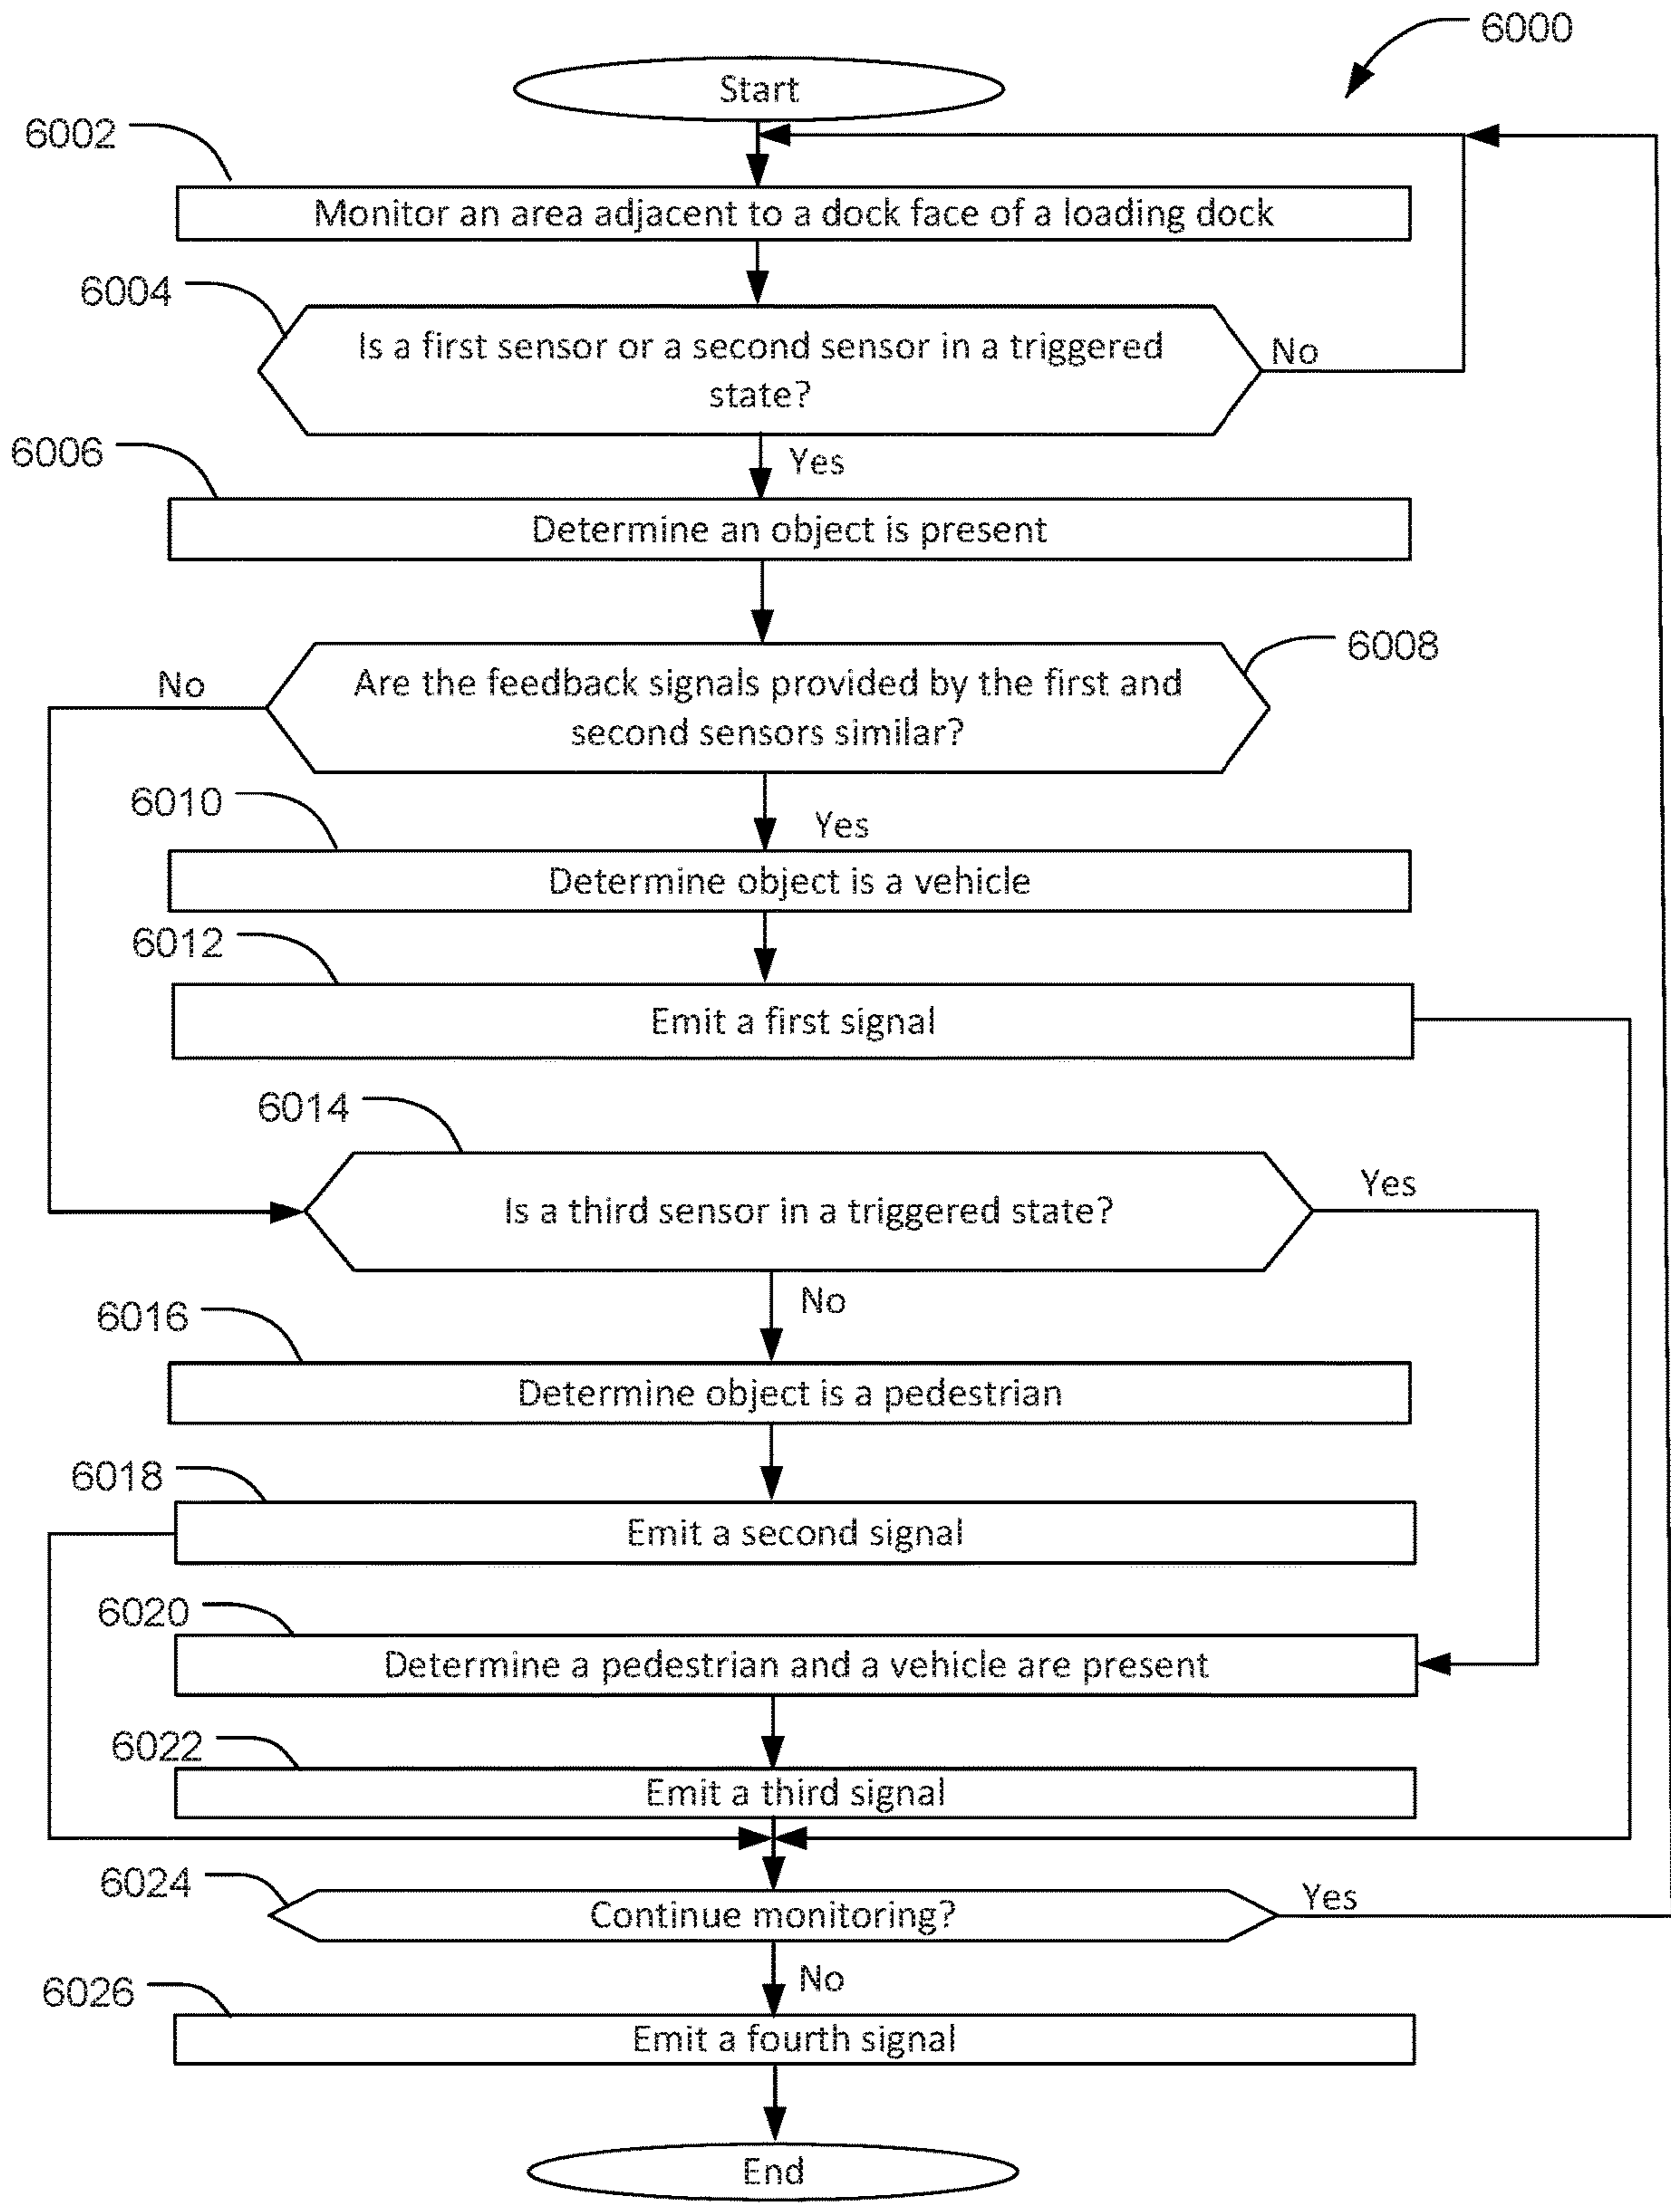 6000
Start
6002
Monitor an area adjacent to a dock face of a loading dock
6004
Is a first sensor or a second sensor in a triggered
state?
No
6006
Yes
Determine an object is present
6008
No
Are the feedback signals provided by the first and
second sensors similar?
6010
Yes
Determine object is a vehicle
6012
Emit a first signal
6014
Yes
Is a third sensor in a triggered state?
No
6016
Determine object is a pedestrian
6018
Emit a second signal
6020
Determine a pedestrian and a vehicle are present
6022
Emit a third signal
6024
Yes
Continue monitoring?
No
6026
Emit a fourth signal
End